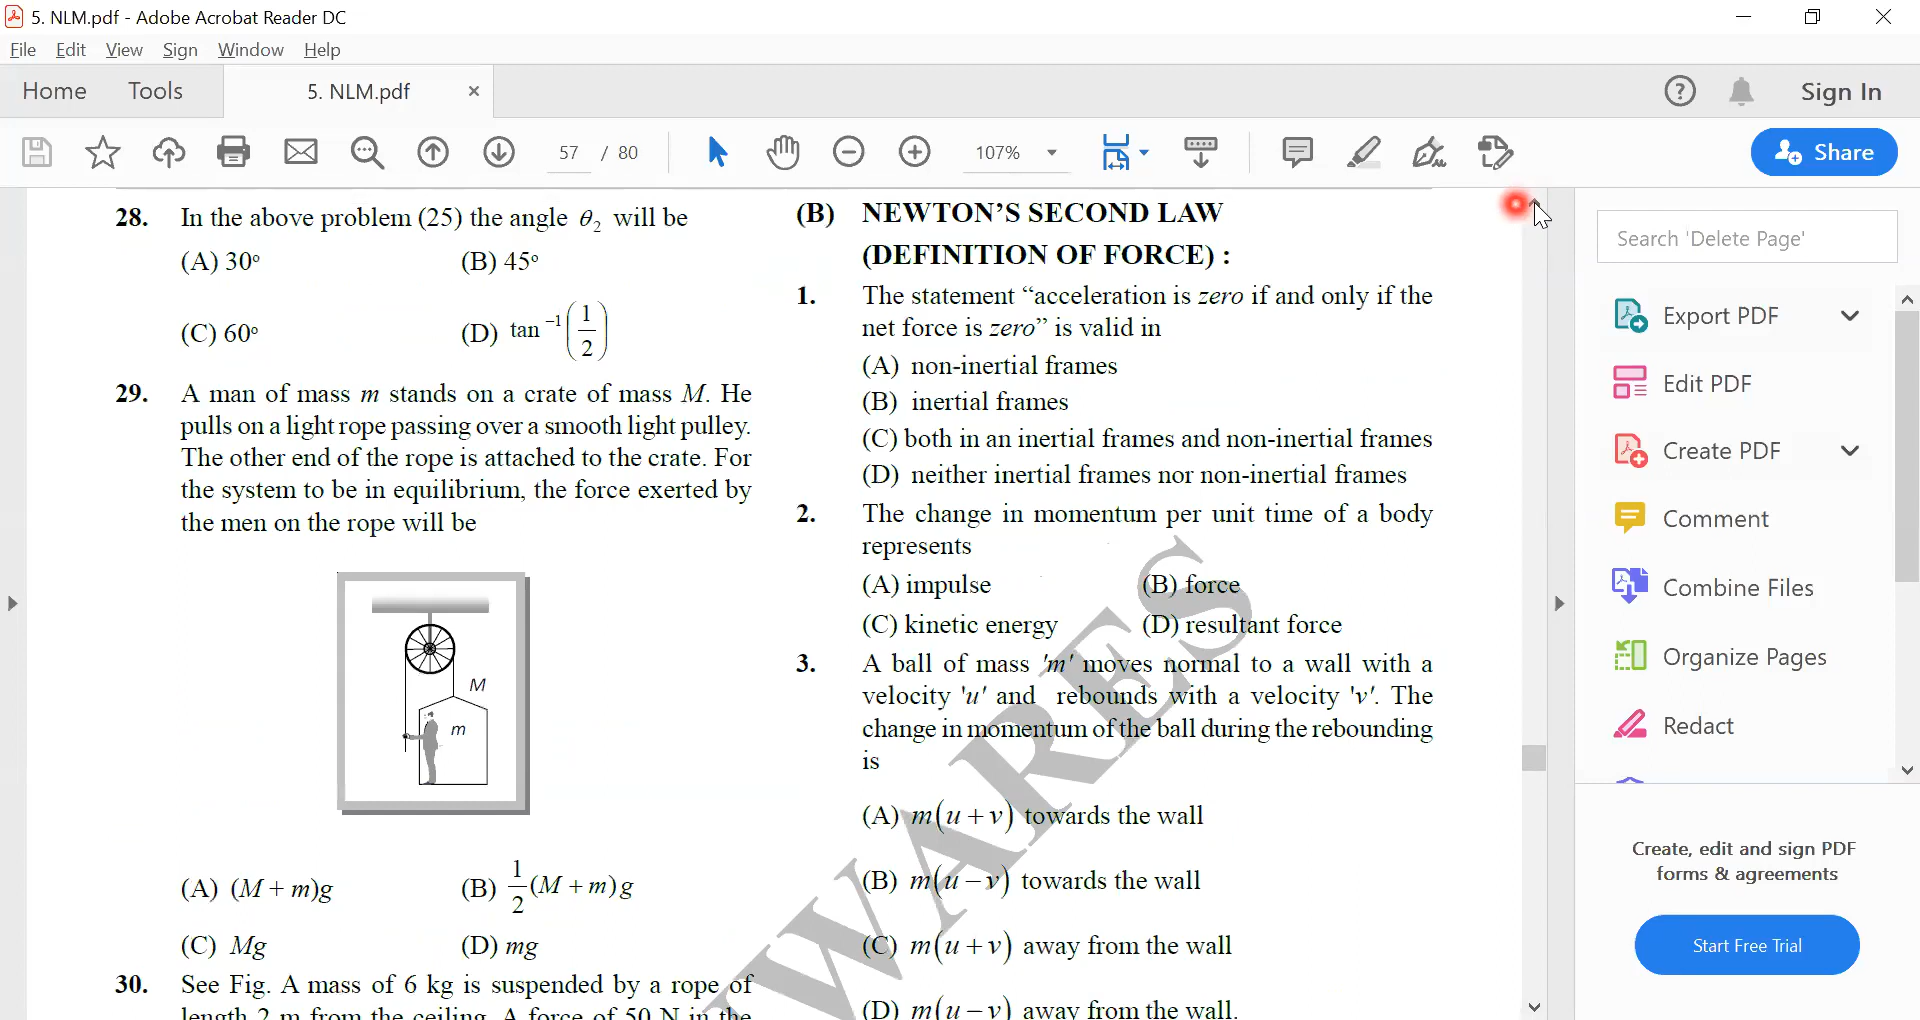 5. NLM.pdf - Adobe Acrobat Reader DC
File Edit View Sign Window Help
Home Tools 5. NLM.pdf × Sign In
57 / 80 107% Share
28. In the above problem (25) the angle θ₂ will be
(A) 30° (B) 45°
(C) 60° (D) tan⁻¹(1/2)
29. A man of mass m stands on a crate of mass M. He
pulls on a light rope passing over a smooth light pulley.
The other end of the rope is attached to the crate. For
the system to be in equilibrium, the force exerted by
the men on the rope will be
M
m
(A) (M + m)g (B) 1/2 (M + m) g
(C) Mg (D) mg
30. See Fig. A mass of 6 kg is suspended by a rope of
length 2 m from the ceiling. A force of 50 N in the
(B) NEWTON'S SECOND LAW
(DEFINITION OF FORCE) :
1. The statement “acceleration is zero if and only if the
net force is zero” is valid in
(A) non-inertial frames
(B) inertial frames
(C) both in an inertial frames and non-inertial frames
(D) neither inertial frames nor non-inertial frames
2. The change in momentum per unit time of a body
represents
(A) impulse (B) force
(C) kinetic energy (D) resultant force
3. A ball of mass 'm' moves normal to a wall with a
velocity 'u' and rebounds with a velocity 'v'. The
change in momentum of the ball during the rebounding
is
(A) m(u + v) towards the wall
(B) m(u − v) towards the wall
(C) m(u + v) away from the wall
(D) m(u − v) away from the wall.
WARES
Search 'Delete Page'
Export PDF
Edit PDF
Create PDF
Comment
Combine Files
Organize Pages
Redact
Create, edit and sign PDF
forms & agreements
Start Free Trial